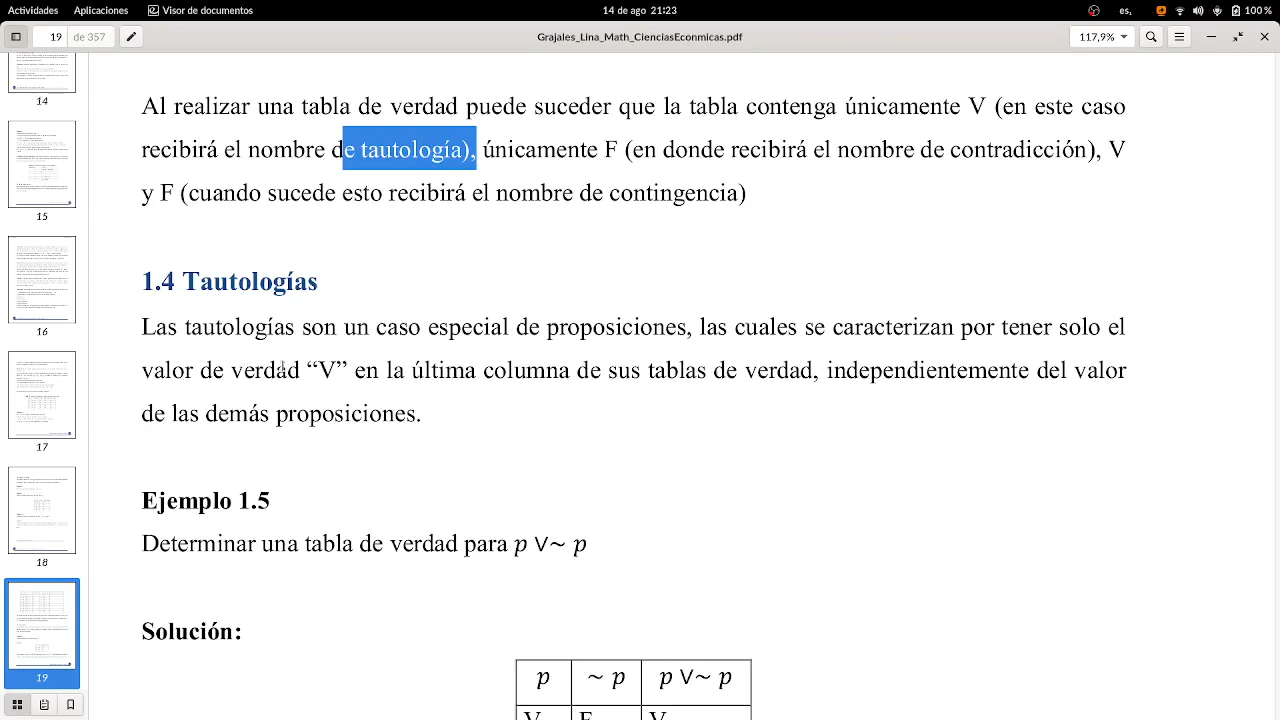 Actividades Aplicaciones Visor de documentos 14 de ago 21:23 es, 100 %
19 de 357 Grajales_Lina_Math_CienciasEconmicas.pdf 117,9%
14
15
16
17
18
19
Al realizar una tabla de verdad puede suceder que la tabla contenga únicamente V (en este caso
recibirá el nombre de tautología), únicamente F (en donde recibirá el nombre de contradicción), V
y F (cuando sucede esto recibirá el nombre de contingencia)
1.4 Tautologías
Las tautologías son un caso especial de proposiciones, las cuales se caracterizan por tener solo el
valor de verdad “V” en la última columna de sus tablas de verdad, independientemente del valor
de las demás proposiciones.
Ejemplo 1.5
Determinar una tabla de verdad para p ∨~ p
Solución:
p ~ p p ∨~ p
V F V